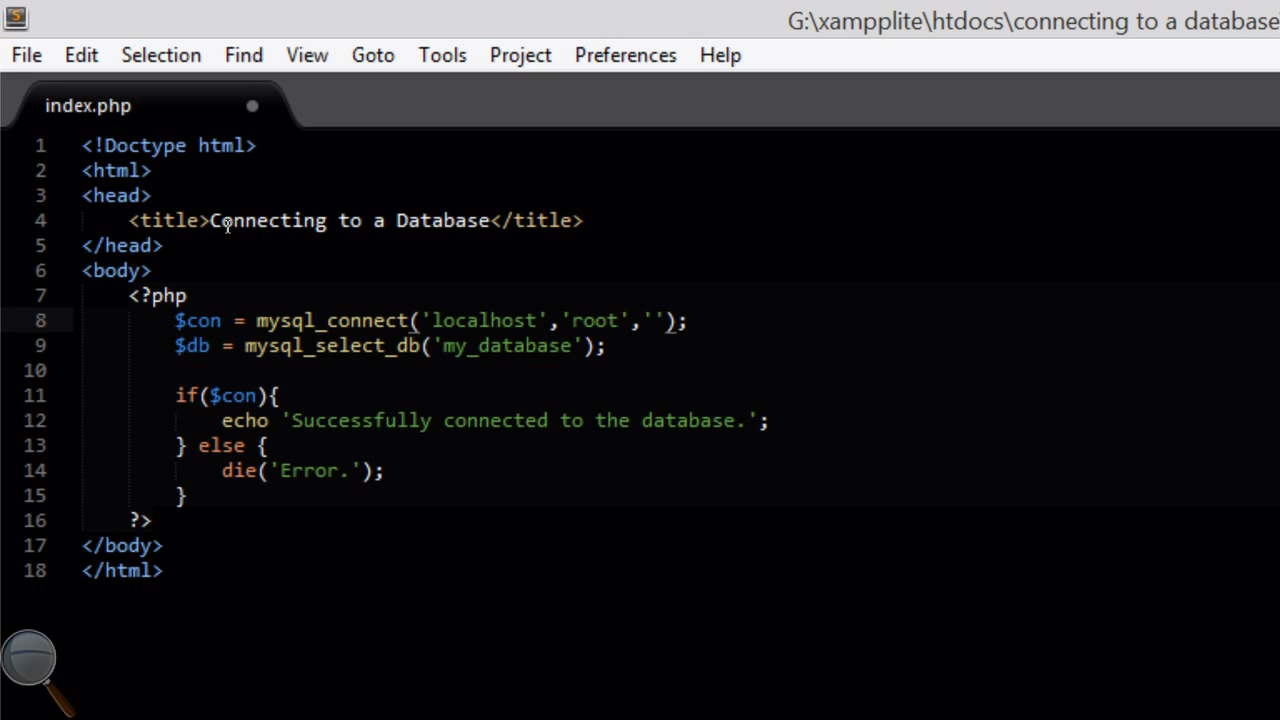 G:\xampplite\htdocs\connecting to a database
File Edit Selection Find View Goto Tools Project Preferences Help
index.php
1 <!Doctype html>
2 <html>
3 <head>
4     <title>Connecting to a Database</title>
5 </head>
6 <body>
7     <?php
8         $con = mysql_connect('localhost','root','');
9         $db = mysql_select_db('my_database');
10
11         if($con){
12             echo 'Successfully connected to the database.';
13         } else {
14             die('Error.');
15         }
16     ?>
17 </body>
18 </html>